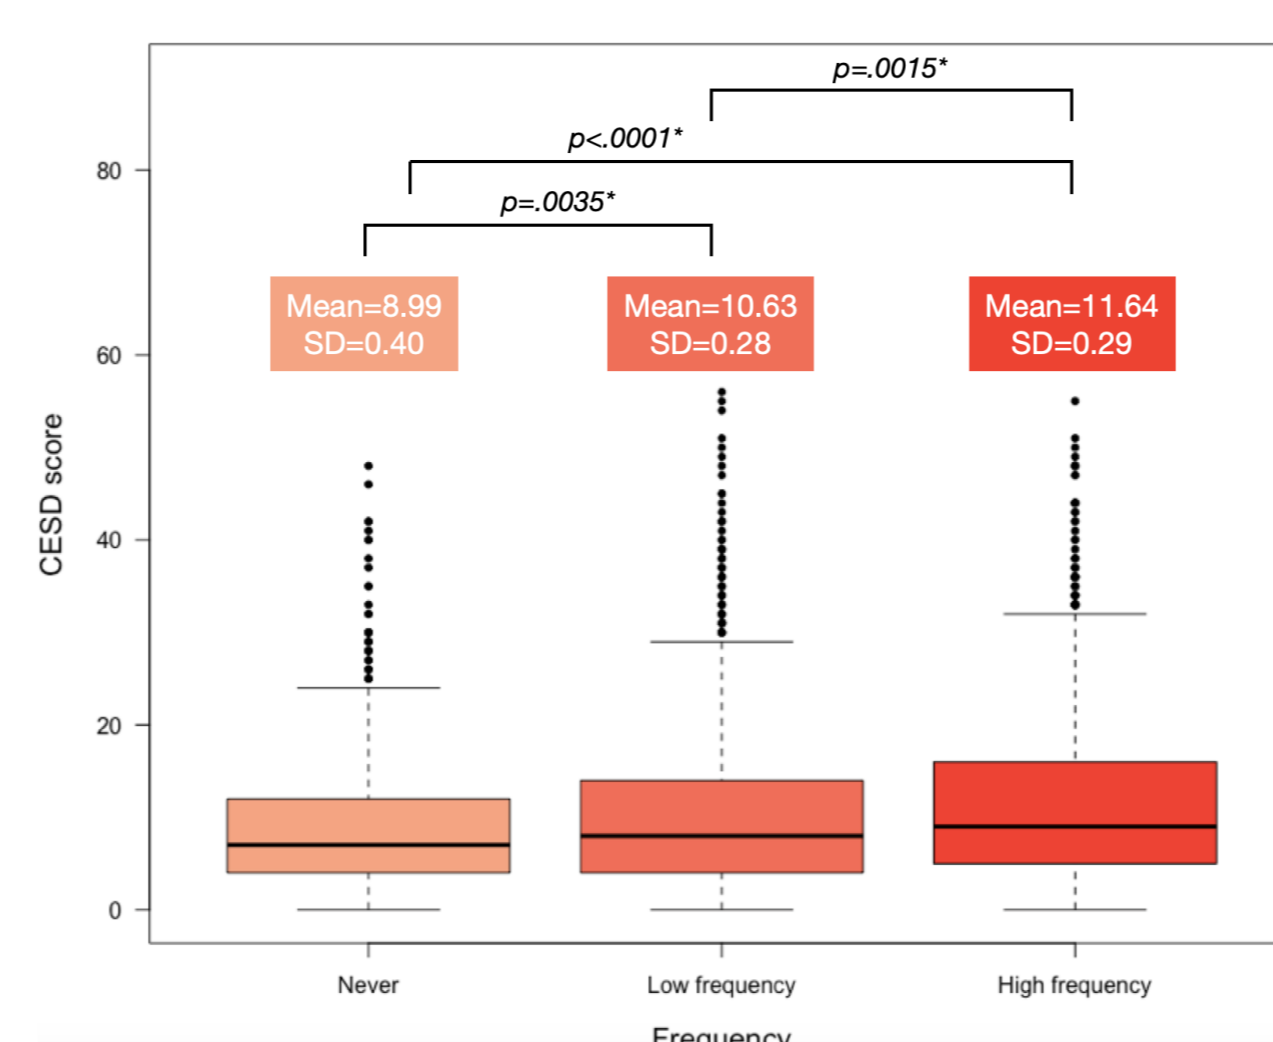 p=.0015*
p<.0001*
80
p=.0035*
Mean=8.99
SD=0.40
Mean=10.63
SD=0.28
Mean=11.64
SD=0.29
60
CESD score
40
20
0
Never
Low frequency
High frequency
Frequency